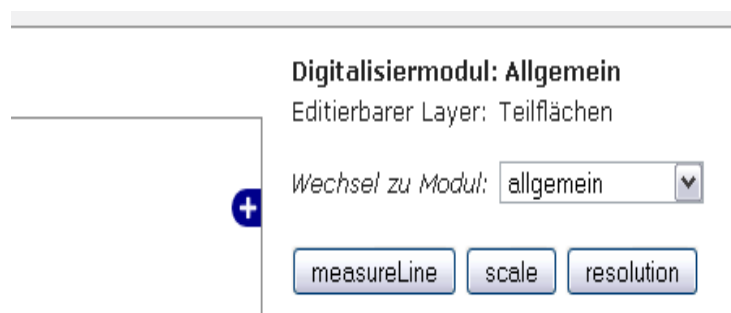 Digitalisiermodul: Allgemein
Editierbarer Layer: Teilflächen
Wechsel zu Modul: allgemein
measureLine scale resolution